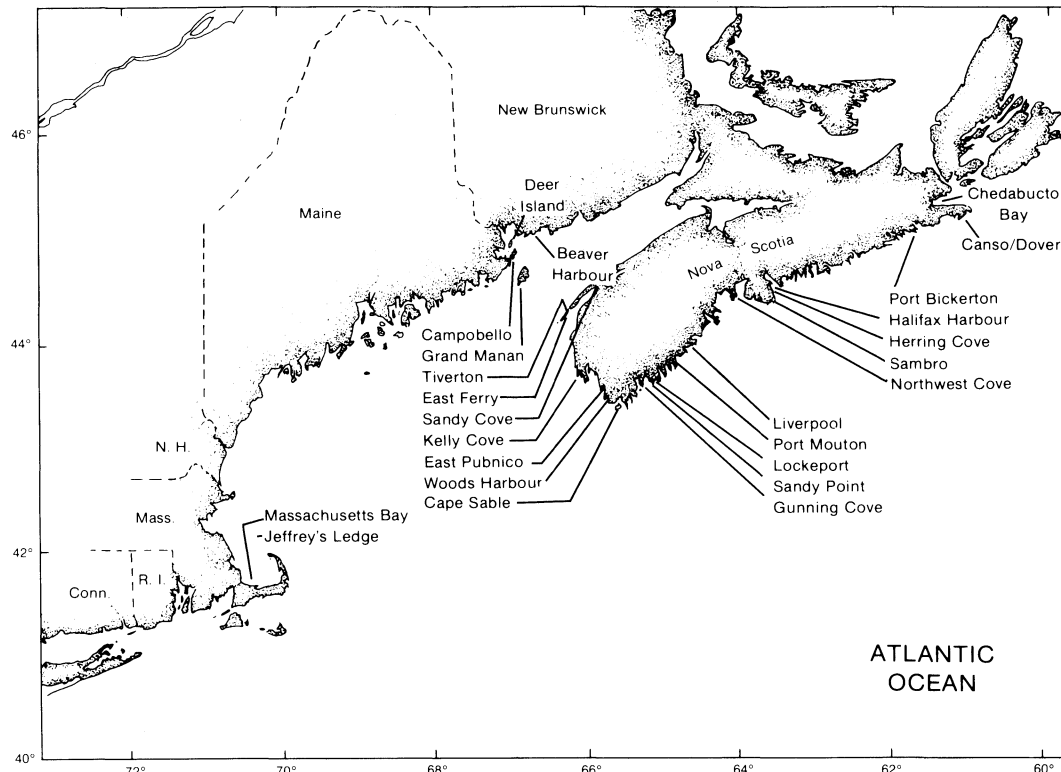 46°
44°
42°
40°
72°
70°
68°
66°
64°
62°
60°
New Brunswick
Maine
Deer
Island
Beaver
Harbour
Nova Scotia
Chedabucto
Bay
Canso/Dover
Port Bickerton
Halifax Harbour
Herring Cove
Sambro
Northwest Cove
Campobello
Grand Manan
Tiverton
East Ferry
Sandy Cove
Kelly Cove
East Pubnico
Woods Harbour
Cape Sable
Liverpool
Port Mouton
Lockeport
Sandy Point
Gunning Cove
N. H.
Mass.
Massachusetts Bay
Jeffrey's Ledge
R. I.
Conn.
ATLANTIC
OCEAN